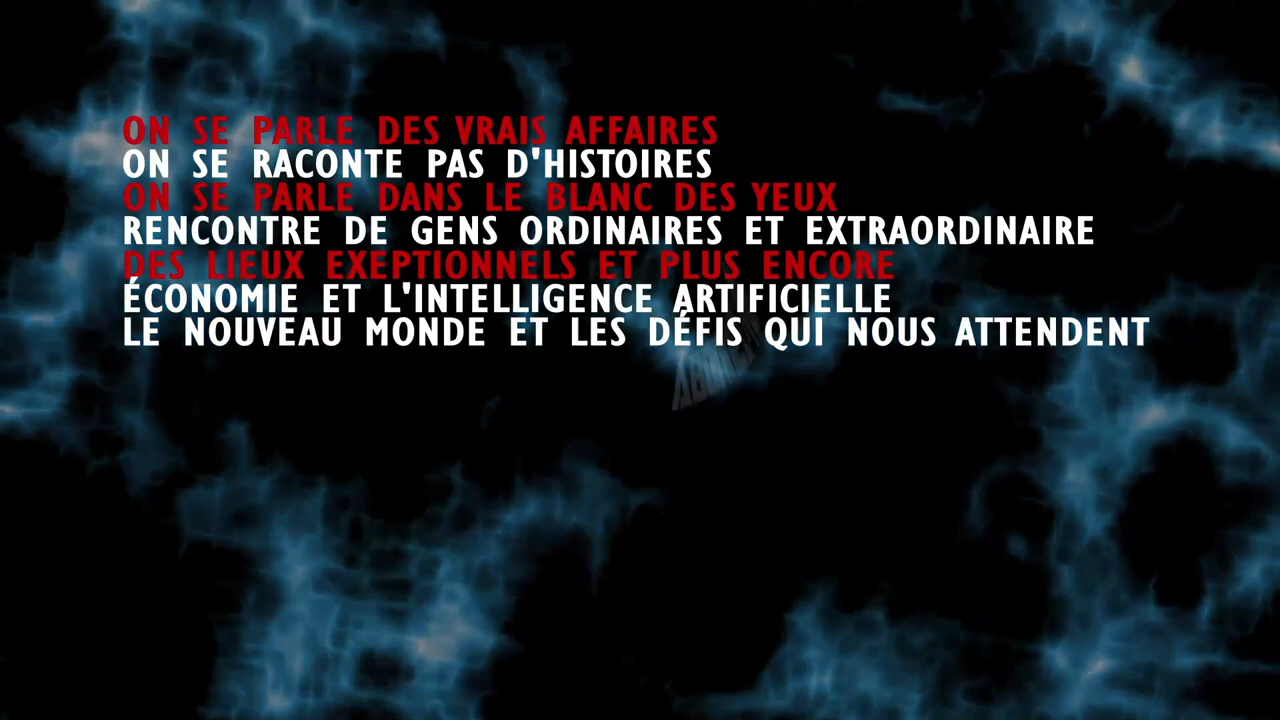 ON SE PARLE DES VRAIS AFFAIRES
ON SE RACONTE PAS D'HISTOIRES
ON SE PARLE DANS LE BLANC DES YEUX
RENCONTRE DE GENS ORDINAIRES ET EXTRAORDINAIRE
DES LIEUX EXEPTIONNELS ET PLUS ENCORE
ÉCONOMIE ET L'INTELLIGENCE ARTIFICIELLE
LE NOUVEAU MONDE ET LES DÉFIS QUI NOUS ATTENDENT